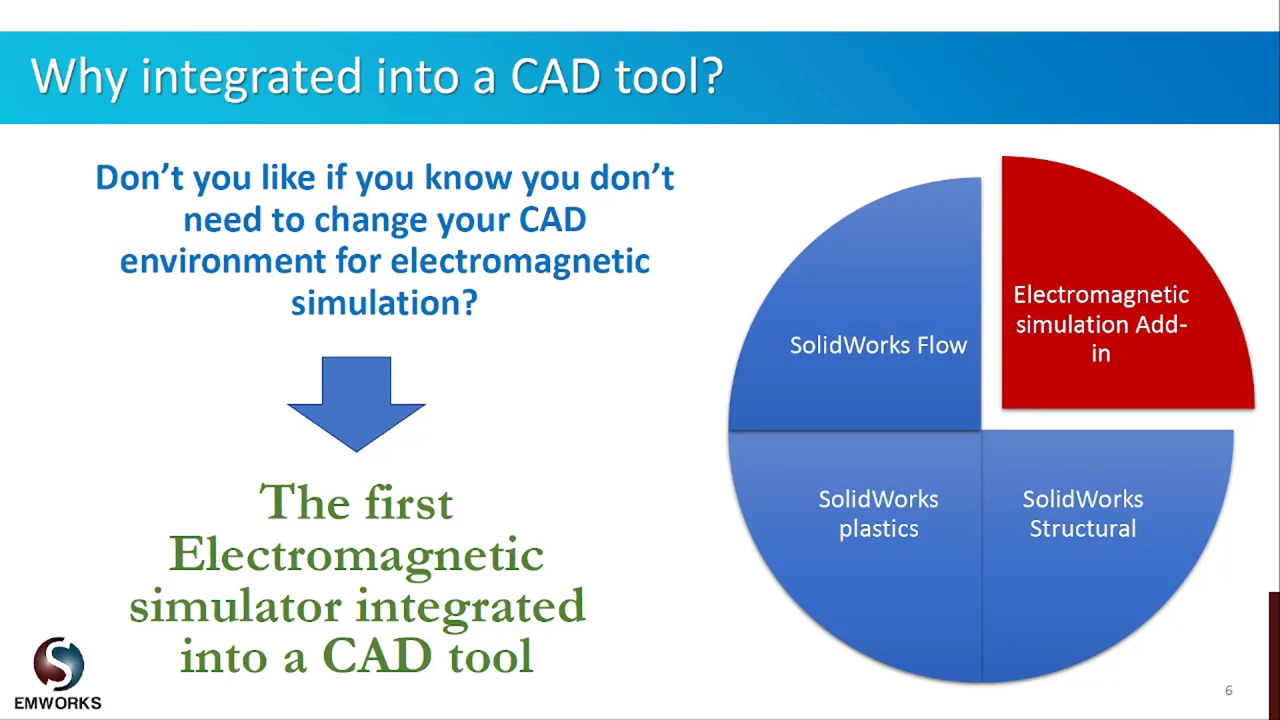 Why integrated into a CAD tool?
Don’t you like if you know you don’t
need to change your CAD
environment for electromagnetic
simulation?
The first
Electromagnetic
simulator integrated
into a CAD tool
SolidWorks Flow
Electromagnetic
simulation Add-
in
SolidWorks
plastics
SolidWorks
Structural
EMWORKS
6